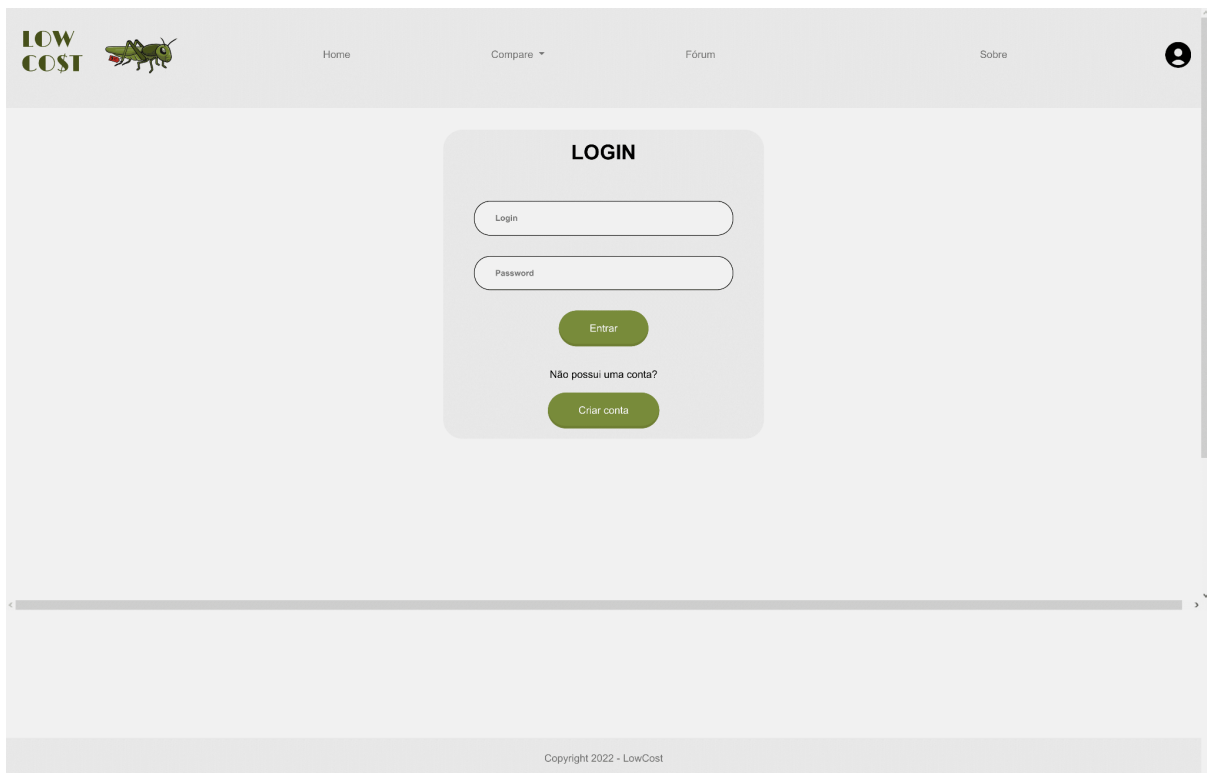 LOW
CO$T
Home
Compare
Fórum
Sobre
LOGIN
Login
Password
Entrar
Não possui uma conta?
Criar conta
Copyright 2022 - LowCost